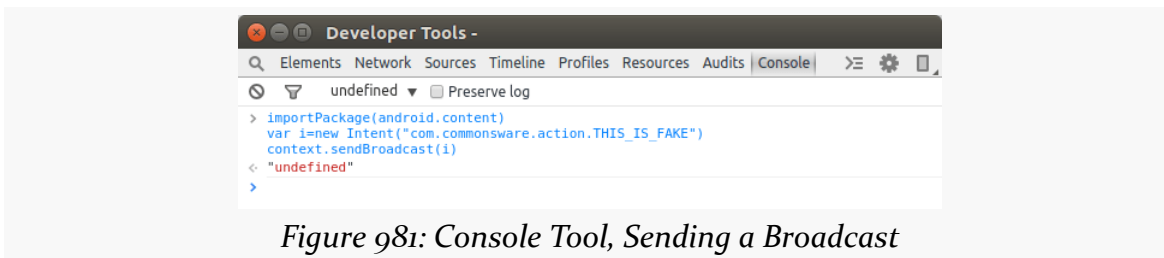 Developer Tools -
Elements Network Sources Timeline Profiles Resources Audits Console
undefined ▼ Preserve log
> importPackage(android.content)
var i=new Intent("com.commonsware.action.THIS_IS_FAKE")
context.sendBroadcast(i)
"undefined"
>
Figure 981: Console Tool, Sending a Broadcast